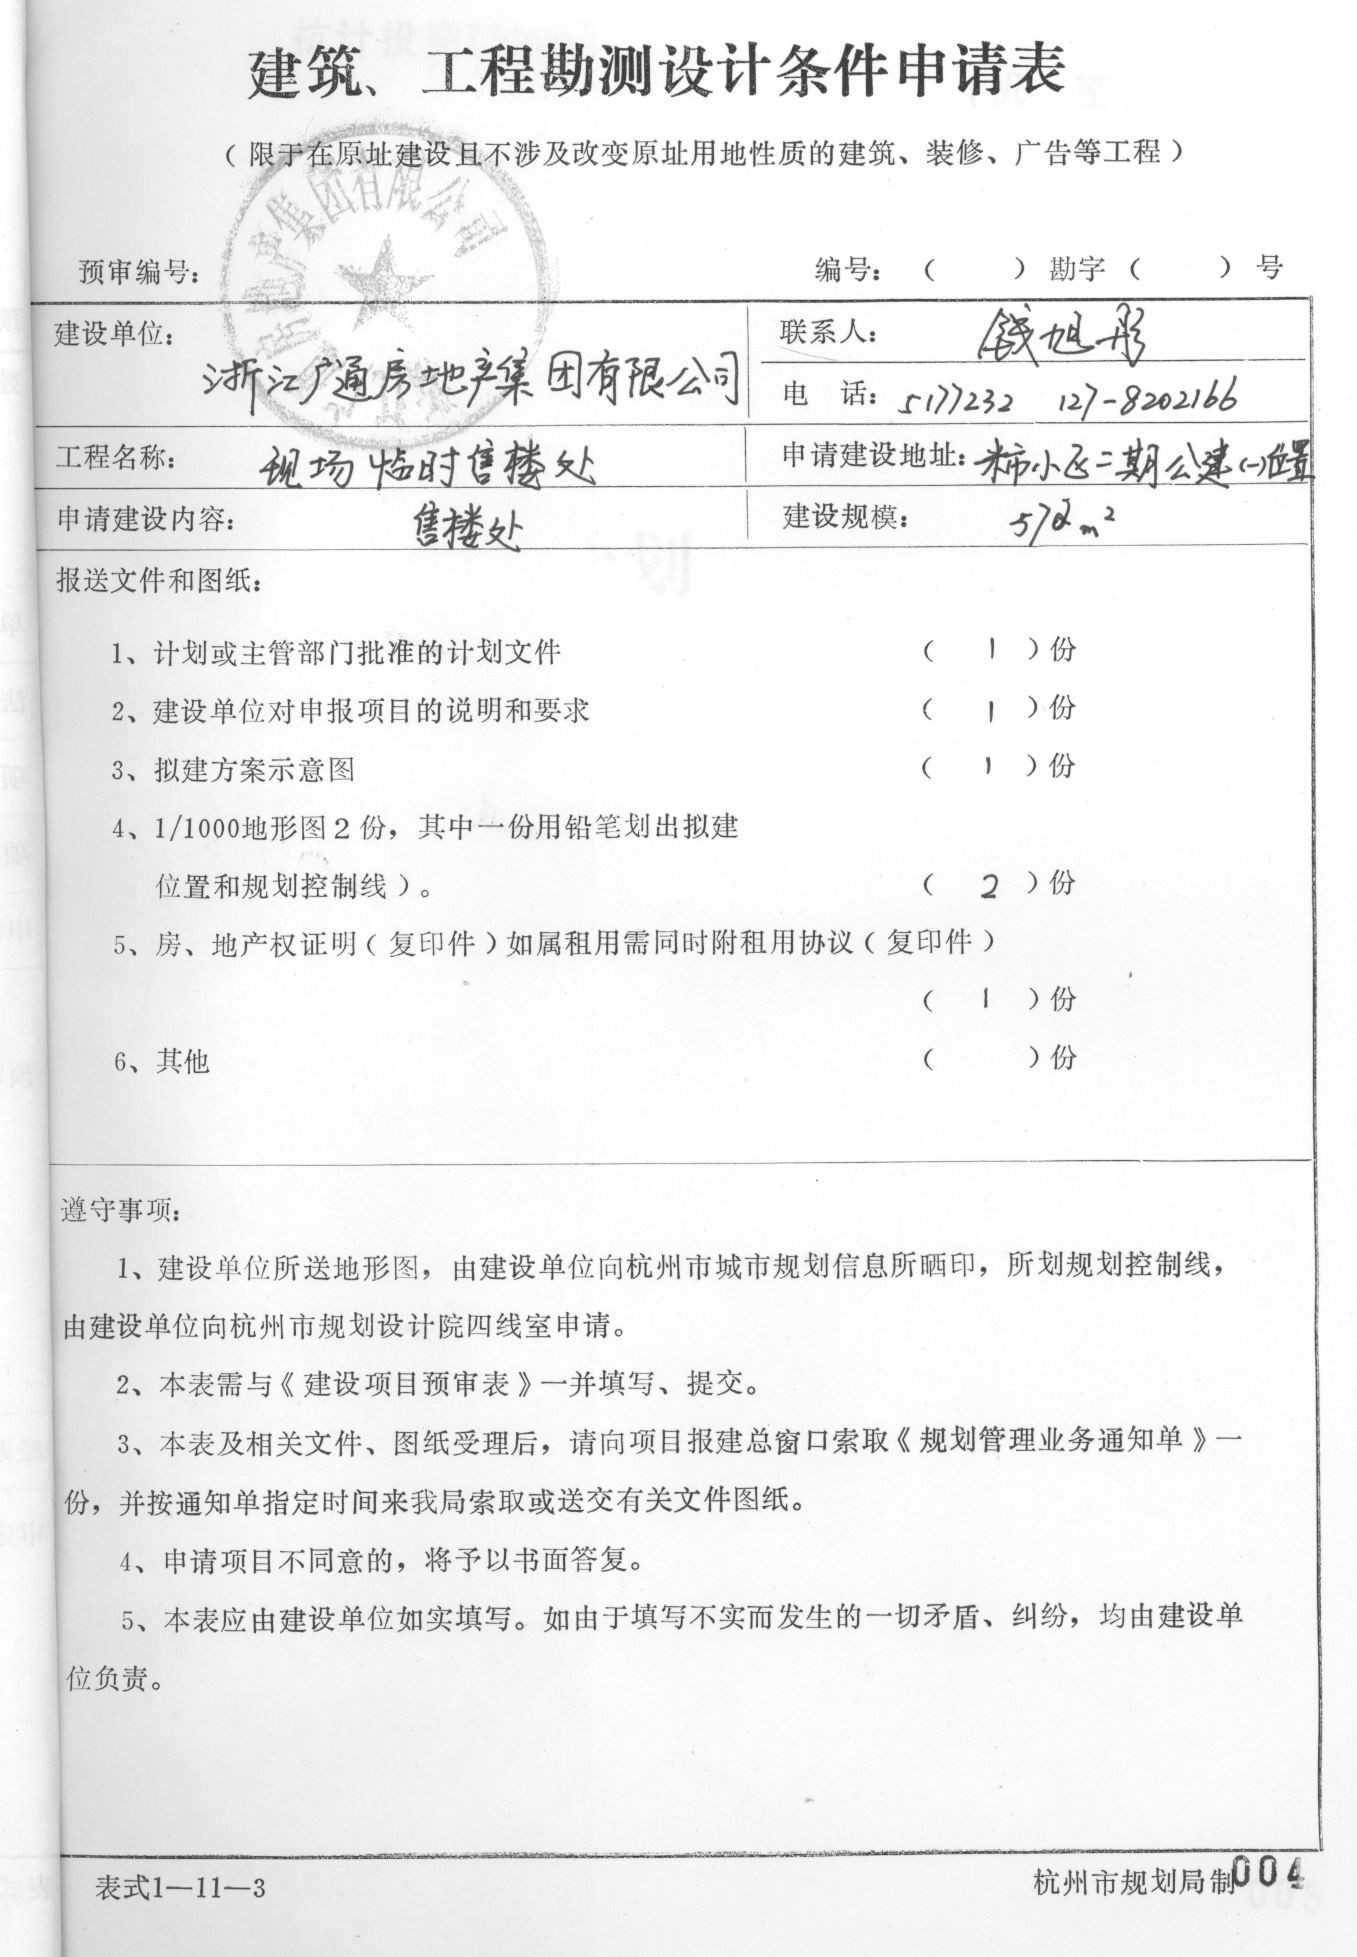 建筑、工程勘测设计条件申请表
（限于在原址建设且不涉及改变原址用地性质的建筑、装修、广告等工程）
预审编号：
编号：（　　）勘字（　　）号
建设单位：
浙江广通房地产集团有限公司
联系人：
钱旭彤
电　话：5177232　127-8202166
工程名称：
现场临时售楼处
申请建设地址：
小区二期公建(一)位置
申请建设内容：
售楼处
建设规模：
m²
报送文件和图纸：
1、计划或主管部门批准的计划文件　（ 1 ）份
2、建设单位对申报项目的说明和要求　（ 1 ）份
3、拟建方案示意图　（ 1 ）份
4、1/1000地形图2份，其中一份用铅笔划出拟建
位置和规划控制线）。　（ 2 ）份
5、房、地产权证明（复印件）如属租用需同时附租用协议（复印件）
（ 1 ）份
6、其他　（　　）份
遵守事项：
1、建设单位所送地形图，由建设单位向杭州市城市规划信息所晒印，所划规划控制线，
由建设单位向杭州市规划设计院四线室申请。
2、本表需与《建设项目预审表》一并填写、提交。
3、本表及相关文件、图纸受理后，请向项目报建总窗口索取《规划管理业务通知单》一
份，并按通知单指定时间来我局索取或送交有关文件图纸。
4、申请项目不同意的，将予以书面答复。
5、本表应由建设单位如实填写。如由于填写不实而发生的一切矛盾、纠纷，均由建设单
位负责。
表式1—11—3
杭州市规划局制
004